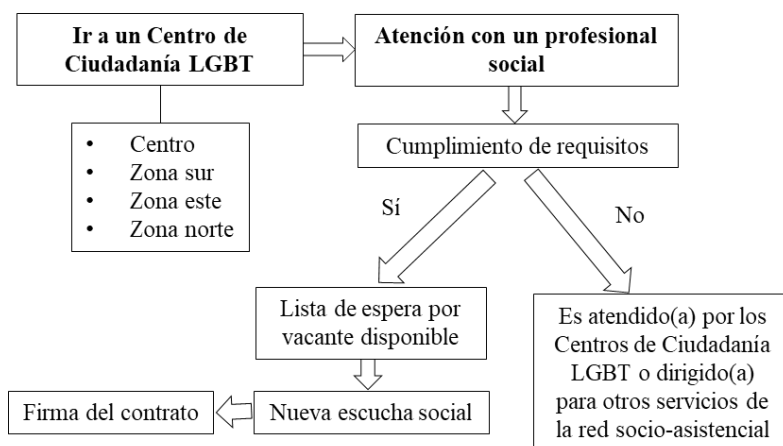 Ir a un Centro de
Ciudadanía LGBT
Atención con un profesional
social
• Centro
• Zona sur
• Zona este
• Zona norte
Cumplimiento de requisitos
Sí
No
Lista de espera por
vacante disponible
Es atendido(a) por los
Centros de Ciudadanía
LGBT o dirigido(a)
para otros servicios de
la red socio-asistencial
Nueva escucha social
Firma del contrato